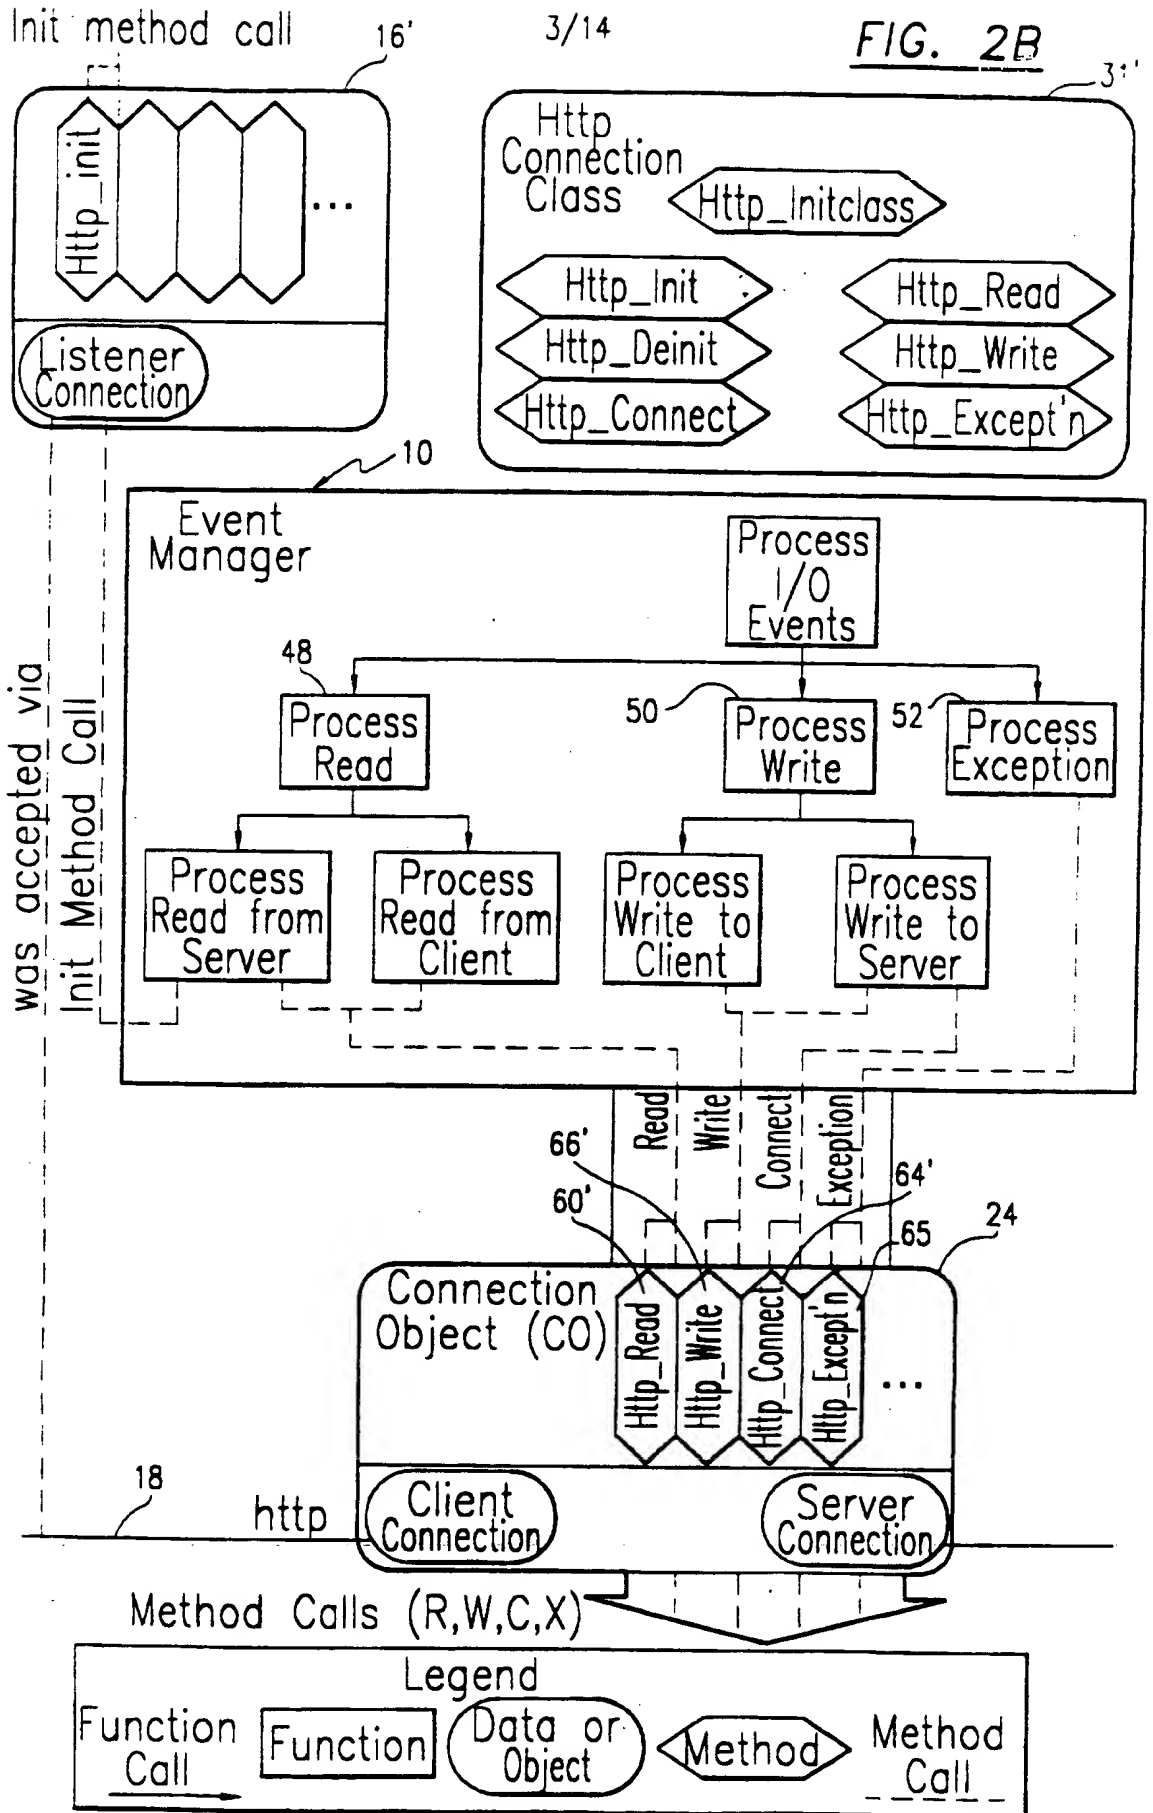 Init method call
16'
3/14
FIG. 2B
31'
Http_init
...
Listener
Connection
Http
Connection
Class
Http_Initclass
Http_Init
Http_Deinit
Http_Connect
Http_Read
Http_Write
Http_Except'n
10
Event
Manager
Process
I/O
Events
48
Process
Read
50
Process
Write
52
Process
Exception
Process
Read from
Server
Process
Read from
Client
Process
Write to
Client
Process
Write to
Server
was accepted via
Init Method Call
Read
Write
Connect
Exception
66'
60'
64'
65
24
Connection
Object (CO)
Http_Read
Http_Write
Http_Connect
Http_Except'n
...
18
http
Client
Connection
Server
Connection
Method Calls (R,W,C,X)
Legend
Function
Call
Function
Data or
Object
Method
Method
Call